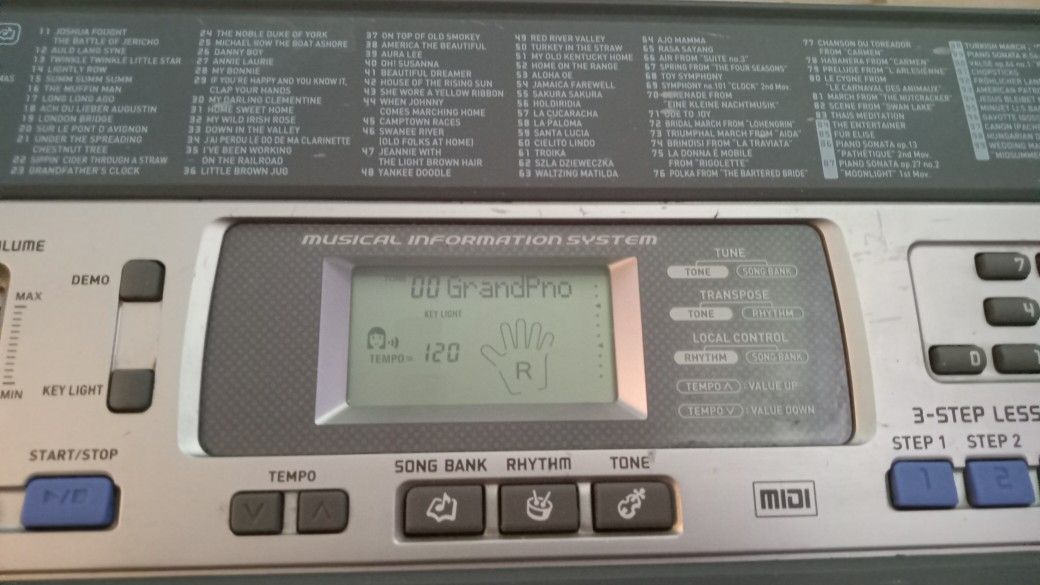 11 JOSHUA FOUGHT
THE BATTLE OF JERICHO
12 AULD LANG SYNE
13 TWINKLE TWINKLE LITTLE STAR
14 LIGHTLY ROW
15 SUMM SUMM SUMM
16 THE MUFFIN MAN
17 LONG LONG AGO
18 ACH DU LIEBER AUGUSTIN
19 LONDON BRIDGE
20 SUR LE PONT D'AVIGNON
21 UNDER THE SPREADING
CHESTNUT TREE
22 SIPPIN' CIDER THROUGH A STRAW
23 GRANDFATHER'S CLOCK
24 THE NOBLE DUKE OF YORK
25 MICHAEL ROW THE BOAT ASHORE
26 DANNY BOY
27 ANNIE LAURIE
28 MY BONNIE
29 IF YOU'RE HAPPY AND YOU KNOW IT,
CLAP YOUR HANDS
30 MY DARLING CLEMENTINE
31 HOME SWEET HOME
32 MY WILD IRISH ROSE
33 DOWN IN THE VALLEY
34 J'AI PERDU LE DO DE MA CLARINETTE
35 I'VE BEEN WORKING
ON THE RAILROAD
36 LITTLE BROWN JUG
37 ON TOP OF OLD SMOKEY
38 AMERICA THE BEAUTIFUL
39 AURA LEE
40 OH! SUSANNA
41 BEAUTIFUL DREAMER
42 HOUSE OF THE RISING SUN
43 SHE WORE A YELLOW RIBBON
44 WHEN JOHNNY
COMES MARCHING HOME
45 CAMPTOWN RACES
46 SWANEE RIVER
(OLD FOLKS AT HOME)
47 JEANNIE WITH
THE LIGHT BROWN HAIR
48 YANKEE DOODLE
49 RED RIVER VALLEY
50 TURKEY IN THE STRAW
51 MY OLD KENTUCKY HOME
52 HOME ON THE RANGE
53 ALOHA OE
54 JAMAICA FAREWELL
55 SAKURA SAKURA
56 HOLDIRIDIA
57 LA CUCARACHA
58 LA PALOMA
59 SANTA LUCIA
60 CIELITO LINDO
61 TROIKA
62 SZLA DZIEWECZKA
63 WALTZING MATILDA
64 AJO MAMMA
65 RASA SAYANG
66 AIR FROM "SUITE no.3"
67 SPRING FROM "THE FOUR SEASONS"
68 TOY SYMPHONY
69 SYMPHONY no.101 "CLOCK" 2nd Mov.
70 SERENADE FROM
"EINE KLEINE NACHTMUSIK"
71 ODE TO JOY
72 BRIDAL MARCH FROM "LOHENGRIN"
73 TRIUMPHAL MARCH FROM "AIDA"
74 BRINDISI FROM "LA TRAVIATA"
75 LA DONNA È MOBILE
FROM "RIGOLETTE"
76 POLKA FROM "THE BARTERED BRIDE"
77 CHANSON DU TOREADOR
FROM "CARMEN"
78 HABANERA FROM "CARMEN"
79 PRELUDE FROM "L'ARLESIENNE"
80 LE CYGNE FROM
"LE CARNAVAL DES ANIMAUX"
81 MARCH FROM "THE NUTCRACKER"
82 SCENE FROM "SWAN LAKE"
83 THAIS MEDITATION
THE ENTERTAINER
FÜR ELISE
86 PIANO SONATA op.13
"PATHÉTIQUE" 2nd Mov.
87 PIANO SONATA op.27 no.2
"MOONLIGHT" 1st Mov.
TURKISH MARCH
CHOPSTICKS
MUSICAL INFORMATION SYSTEM
VOLUME
MAX
MIN
DEMO
KEY LIGHT
00 GrandPno
KEY LIGHT
TEMPO= 120
R
TUNE
TONE SONG BANK
TRANSPOSE
TONE RHYTHM
LOCAL CONTROL
RHYTHM SONG BANK
TEMPO ∧ : VALUE UP
TEMPO ∨ : VALUE DOWN
7
4
0 1
3-STEP LESS
STEP 1 STEP 2
1 2
START/STOP
TEMPO
SONG BANK RHYTHM TONE
MIDI